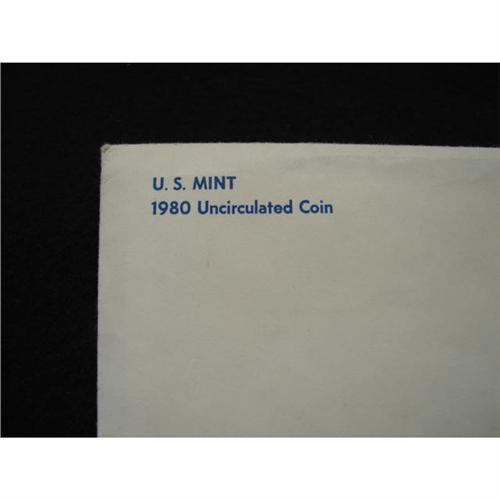 U. S. MINT
1980 Uncirculated Coin